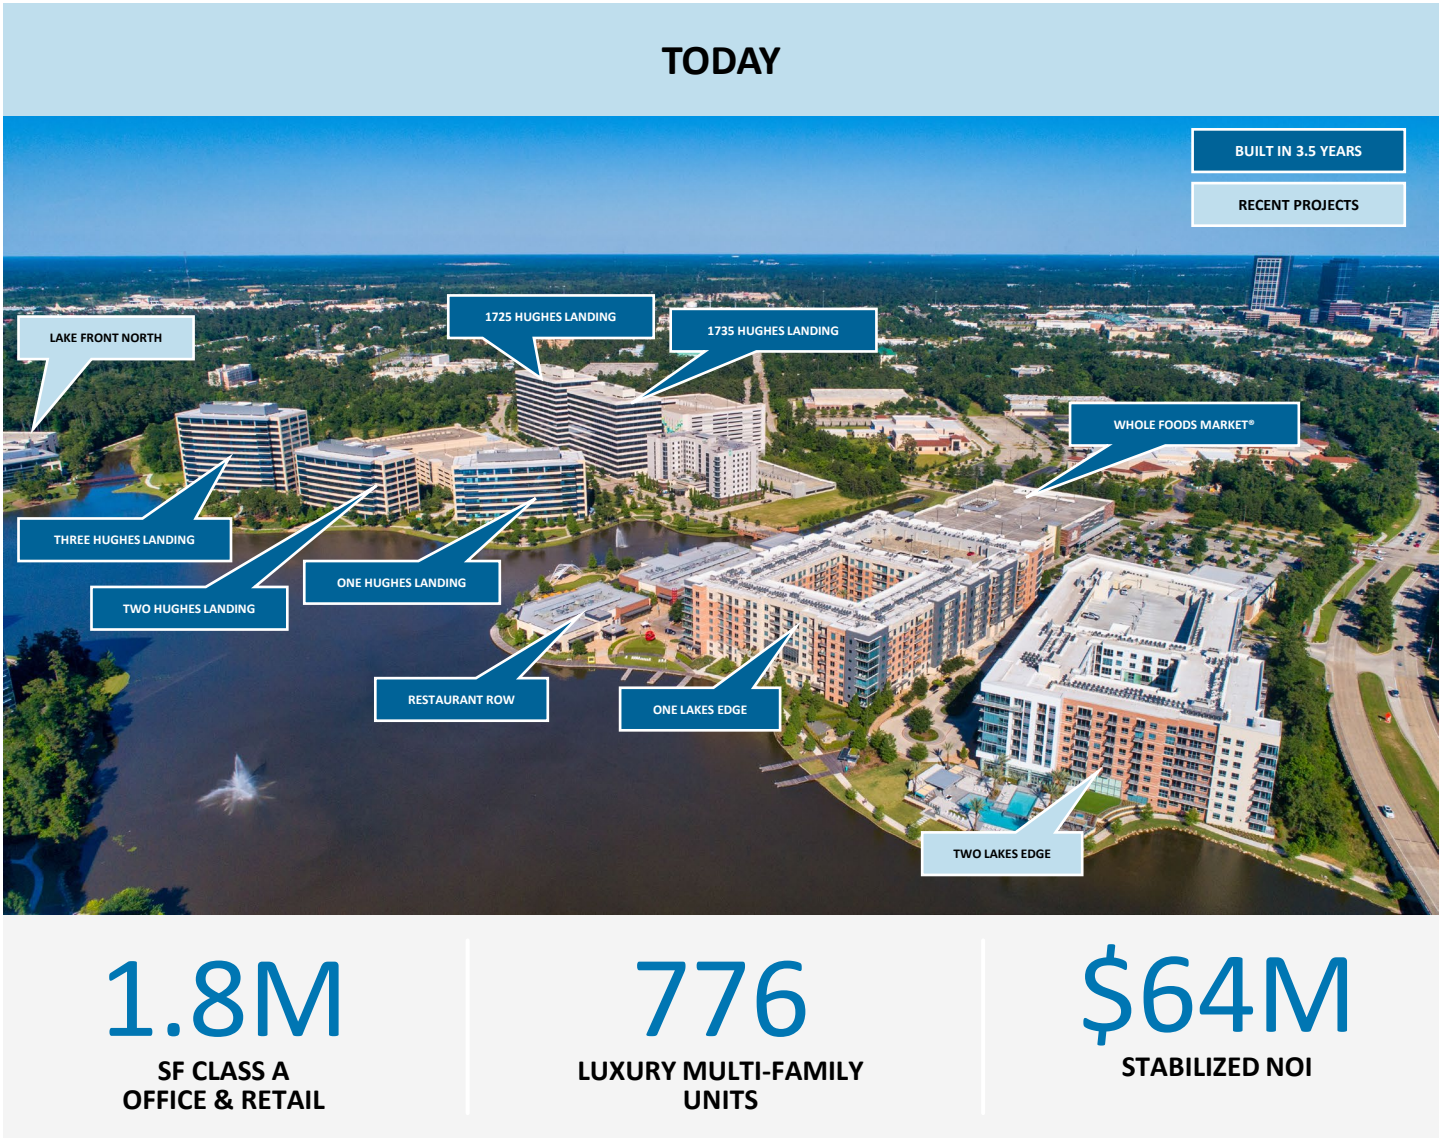 TODAY
BUILT IN 3.5 YEARS
RECENT PROJECTS
1725 HUGHES LANDING
1735 HUGHES LANDING
LAKE FRONT NORTH
WHOLE FOODS MARKET®
THREE HUGHES LANDING
ONE HUGHES LANDING
TWO HUGHES LANDING
RESTAURANT ROW
ONE LAKES EDGE
TWO LAKES EDGE
1.8M
SF CLASS A
OFFICE & RETAIL
776
LUXURY MULTI-FAMILY
UNITS
$64M
STABILIZED NOI